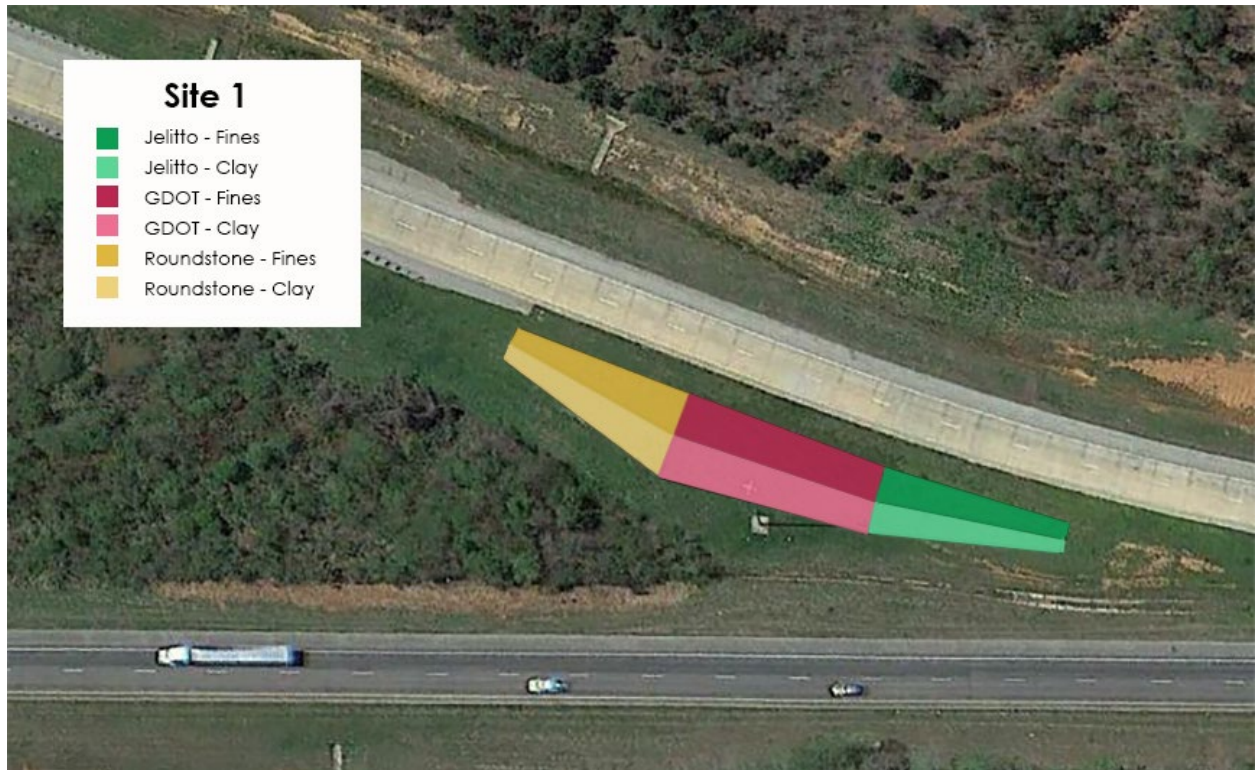 Site 1
Jelitto - Fines
Jelitto - Clay
GDOT - Fines
GDOT - Clay
Roundstone - Fines
Roundstone - Clay